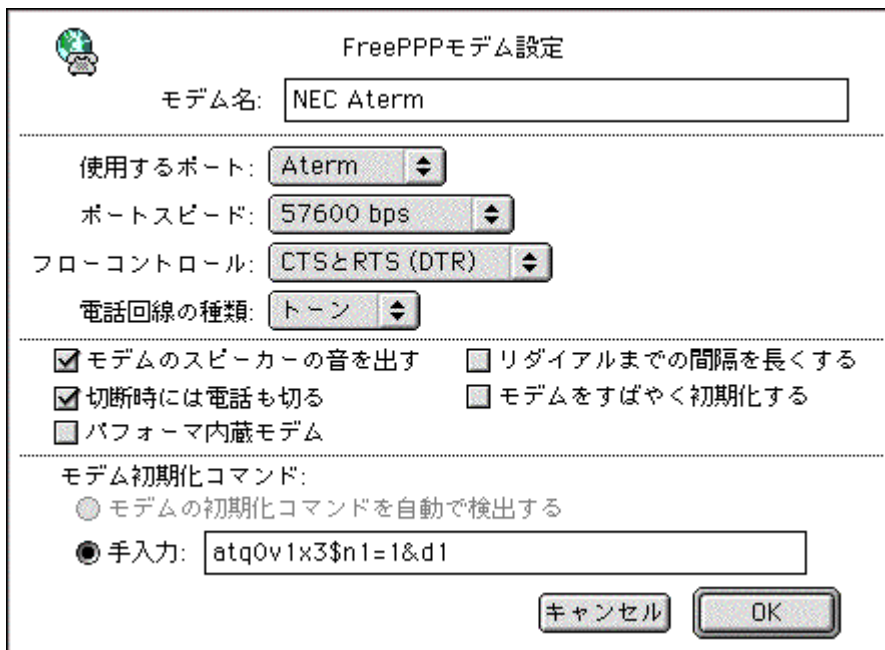 FreePPPモデム設定
モデム名: NEC Aterm
使用するポート: Aterm
ポートスピード: 57600 bps
フローコントロール: CTSとRTS (DTR)
電話回線の種類: トーン
モデムのスピーカーの音を出す リダイアルまでの間隔を長くする
切断時には電話も切る モデムをすばやく初期化する
パフォーマ内蔵モデム
モデム初期化コマンド:
モデムの初期化コマンドを自動で検出する
手入力: atq0v1x3$n1=1&d1
キャンセル OK